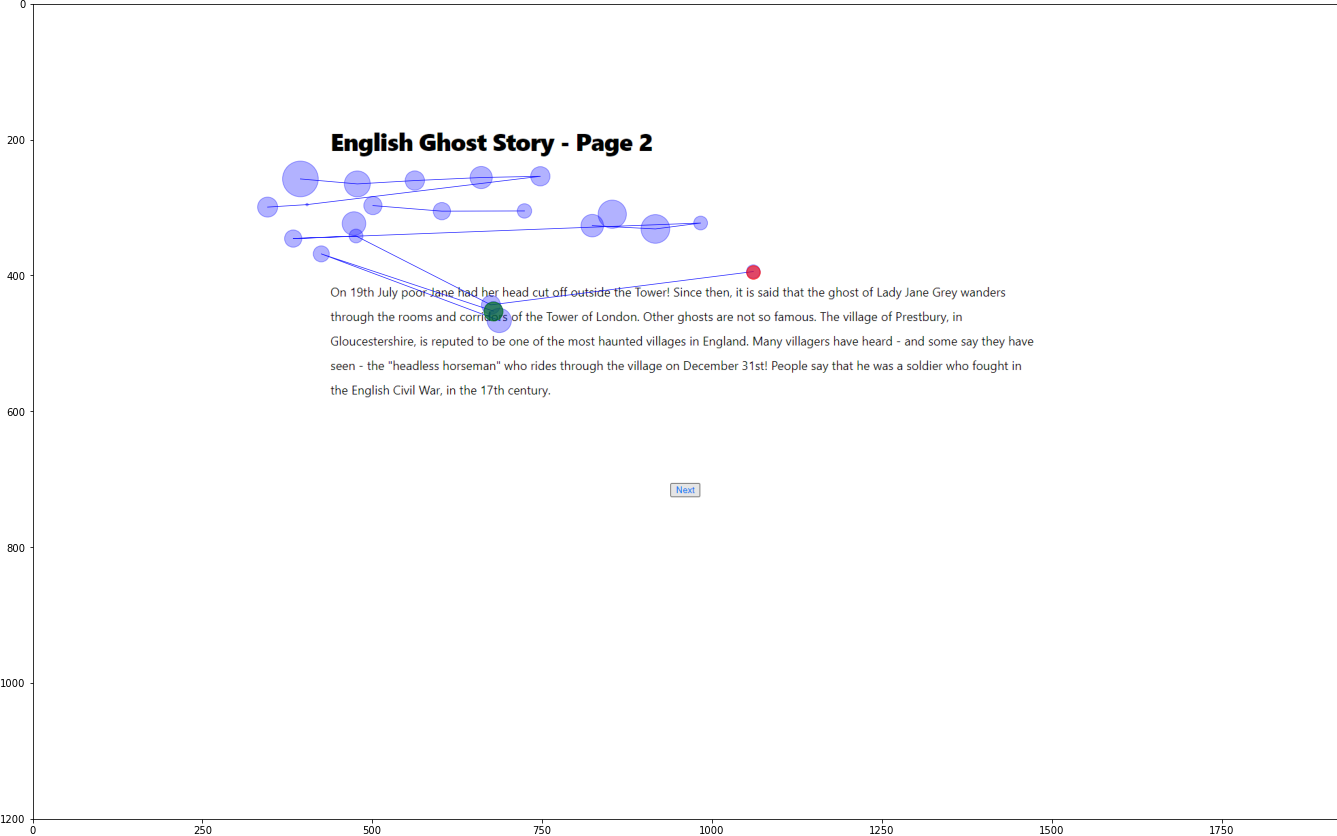 0
200
English Ghost Story - Page 2
400
On 19th July poor Jane had her head cut off outside the Tower! Since then, it is said that the ghost of Lady Jane Grey wanders
through the rooms and corridors of the Tower of London. Other ghosts are not so famous. The village of Prestbury, in
Gloucestershire, is reputed to be one of the most haunted villages in England. Many villagers have heard - and some say they have
seen - the "headless horseman" who rides through the village on December 31st! People say that he was a soldier who fought in
the English Civil War, in the 17th century.
600
Next
800
1000
1200
0 250 500 750 1000 1250 1500 1750